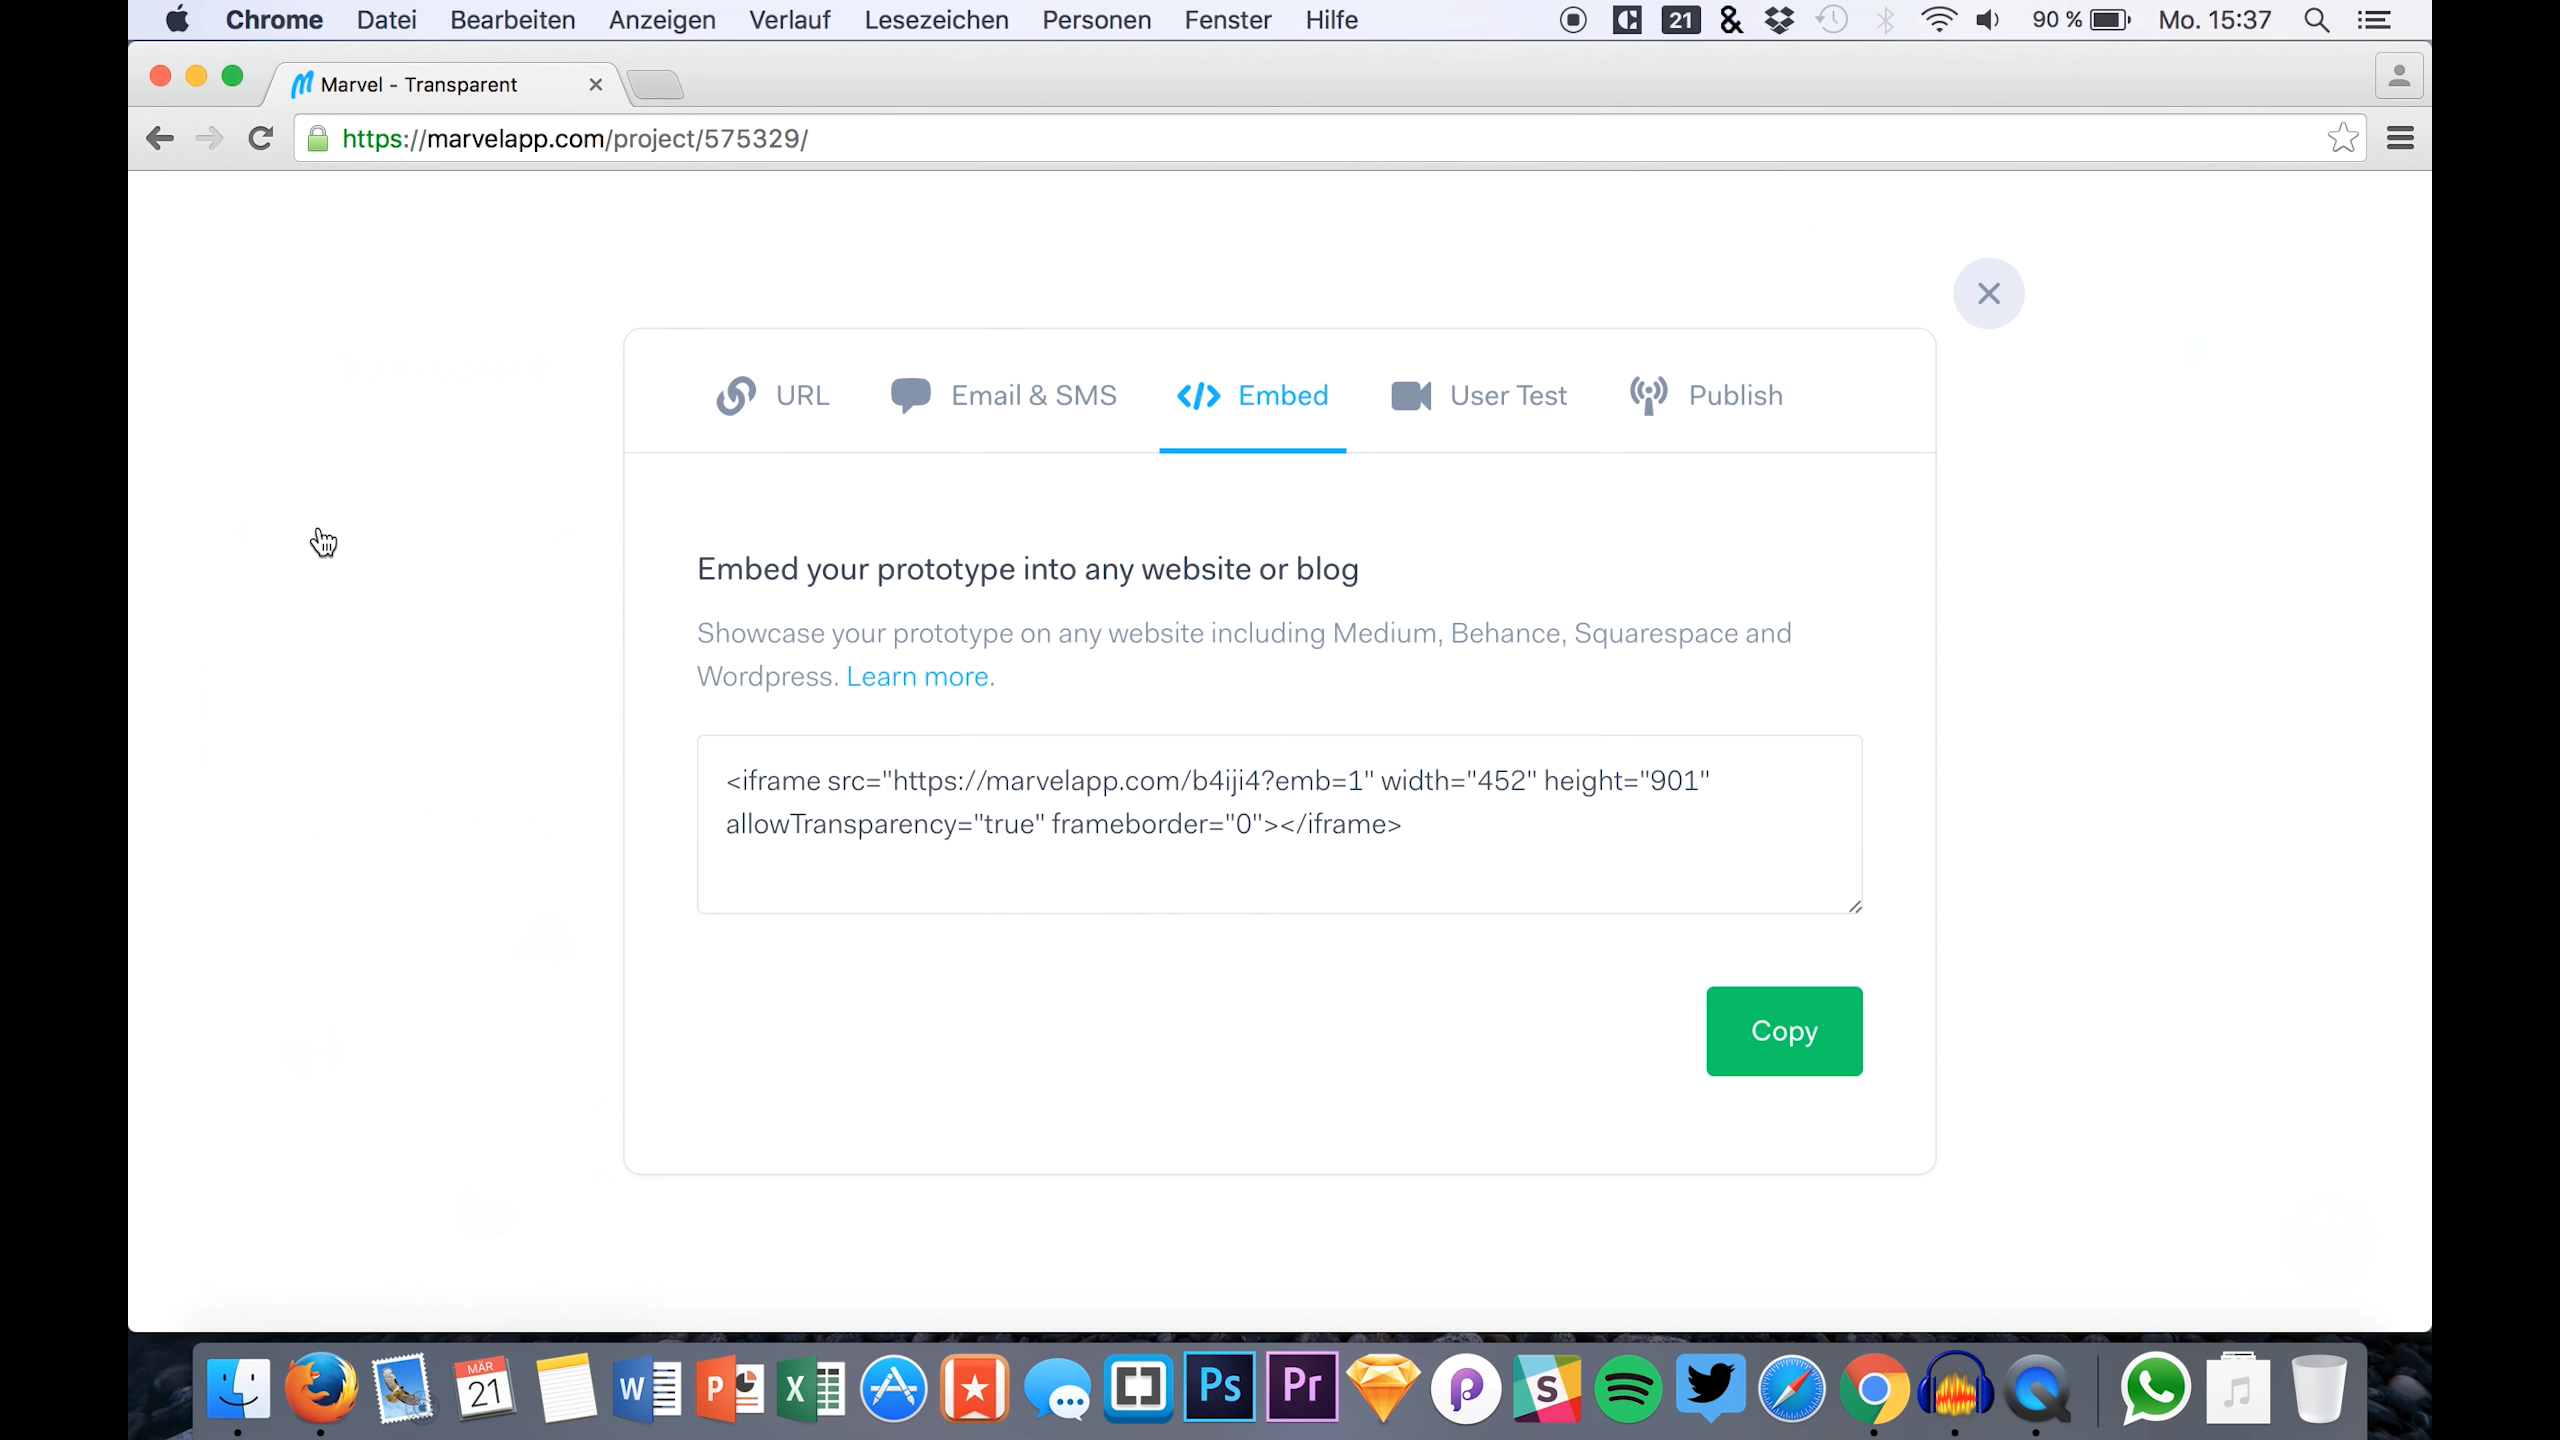 Chrome Datei Bearbeiten Anzeigen Verlauf Lesezeichen Personen Fenster Hilfe 21 & 90 % Mo. 15:37
Marvel - Transparent
https://marvelapp.com/project/575329/
URL Email & SMS </> Embed User Test Publish
Embed your prototype into any website or blog
Showcase your prototype on any website including Medium, Behance, Squarespace and
Wordpress. Learn more.
<iframe src="https://marvelapp.com/b4iji4?emb=1" width="452" height="901"
allowTransparency="true" frameborder="0"></iframe>
Copy
MÄR
21
W P X Ps Pr p S